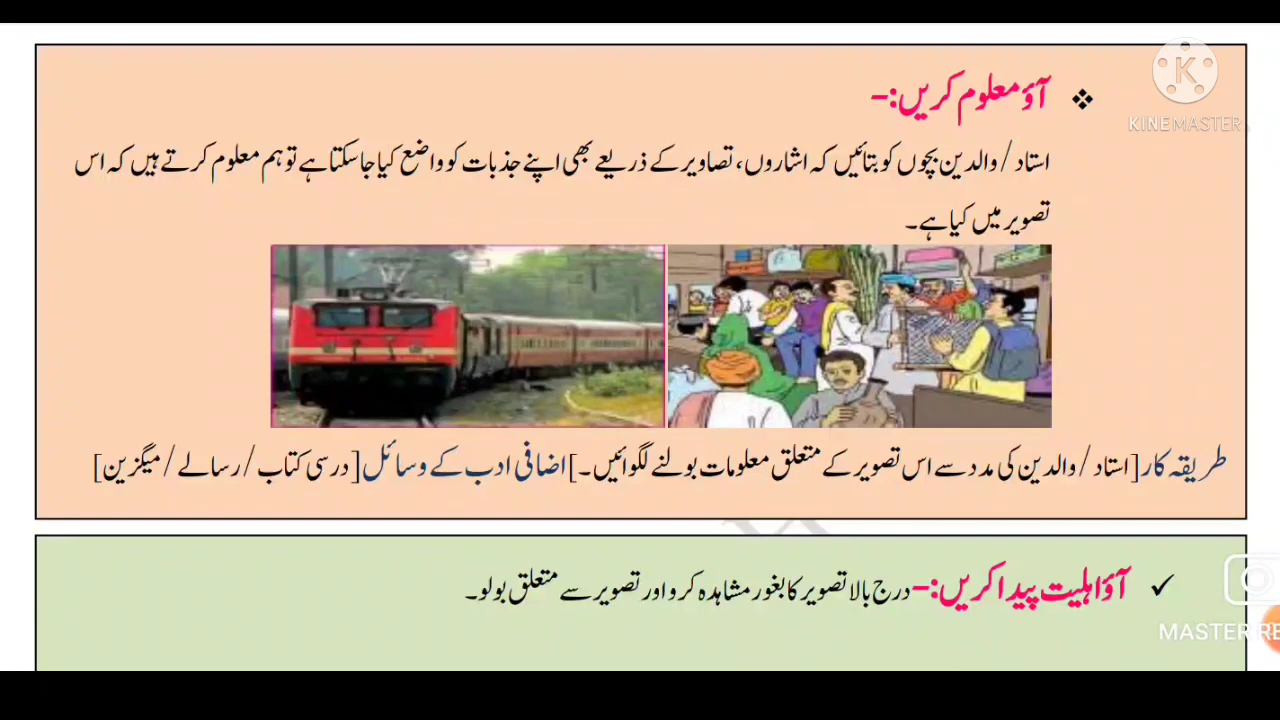 ❖ آؤ معلوم کریں:-
استاد/والدین بچوں کو بتائیں کہ اشاروں، تصاویر کے ذریعے بھی اپنے جذبات کو واضع کیا جاسکتا ہے تو ہم معلوم کرتے ہیں کہ اس
تصویر میں کیا ہے۔
طریقہ کار[استاد/والدین کی مدد سے اس تصویر کے متعلق معلومات بولنے لگوائیں۔]اضافی ادب کے وسائل[درسی کتاب/رسالے/میگزین]
✓ آؤ اہلیت پیدا کریں:-درج بالا تصویر کا بغور مشاہدہ کرو اور تصویر سے متعلق بولو۔
K
KINEMASTER
MASTER RE